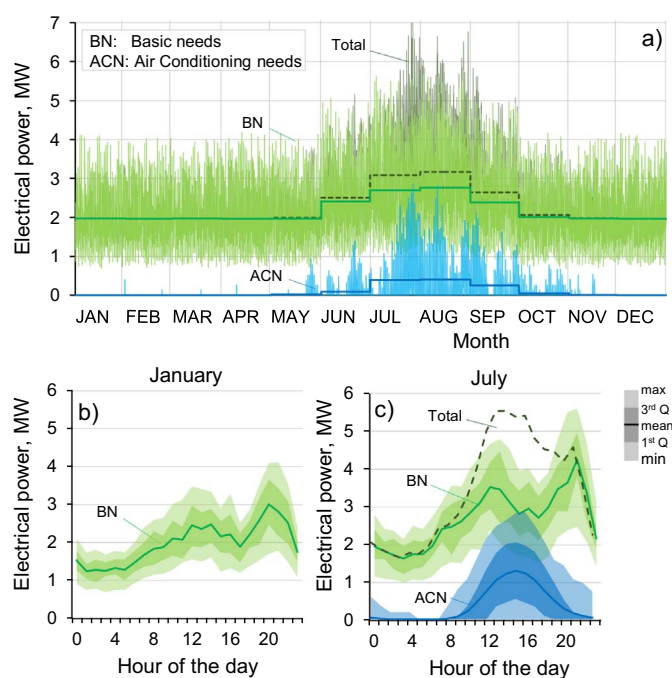 7
BN: Basic needs
ACN: Air Conditioning needs
Total
a)
6
5
BN
4
3
2
1
ACN
0
Electrical power, MW
JAN FEB MAR APR MAY JUN JUL AUG SEP OCT NOV DEC
Month
January
6
b)
5
4
BN
3
2
1
0
Electrical power, MW
0 4 8 12 16 20
Hour of the day
July
6
c)
Total
5
4
BN
3
2
1
ACN
0
Electrical power, MW
0 4 8 12 16 20
Hour of the day
max
3rd Q
mean
1st Q
min